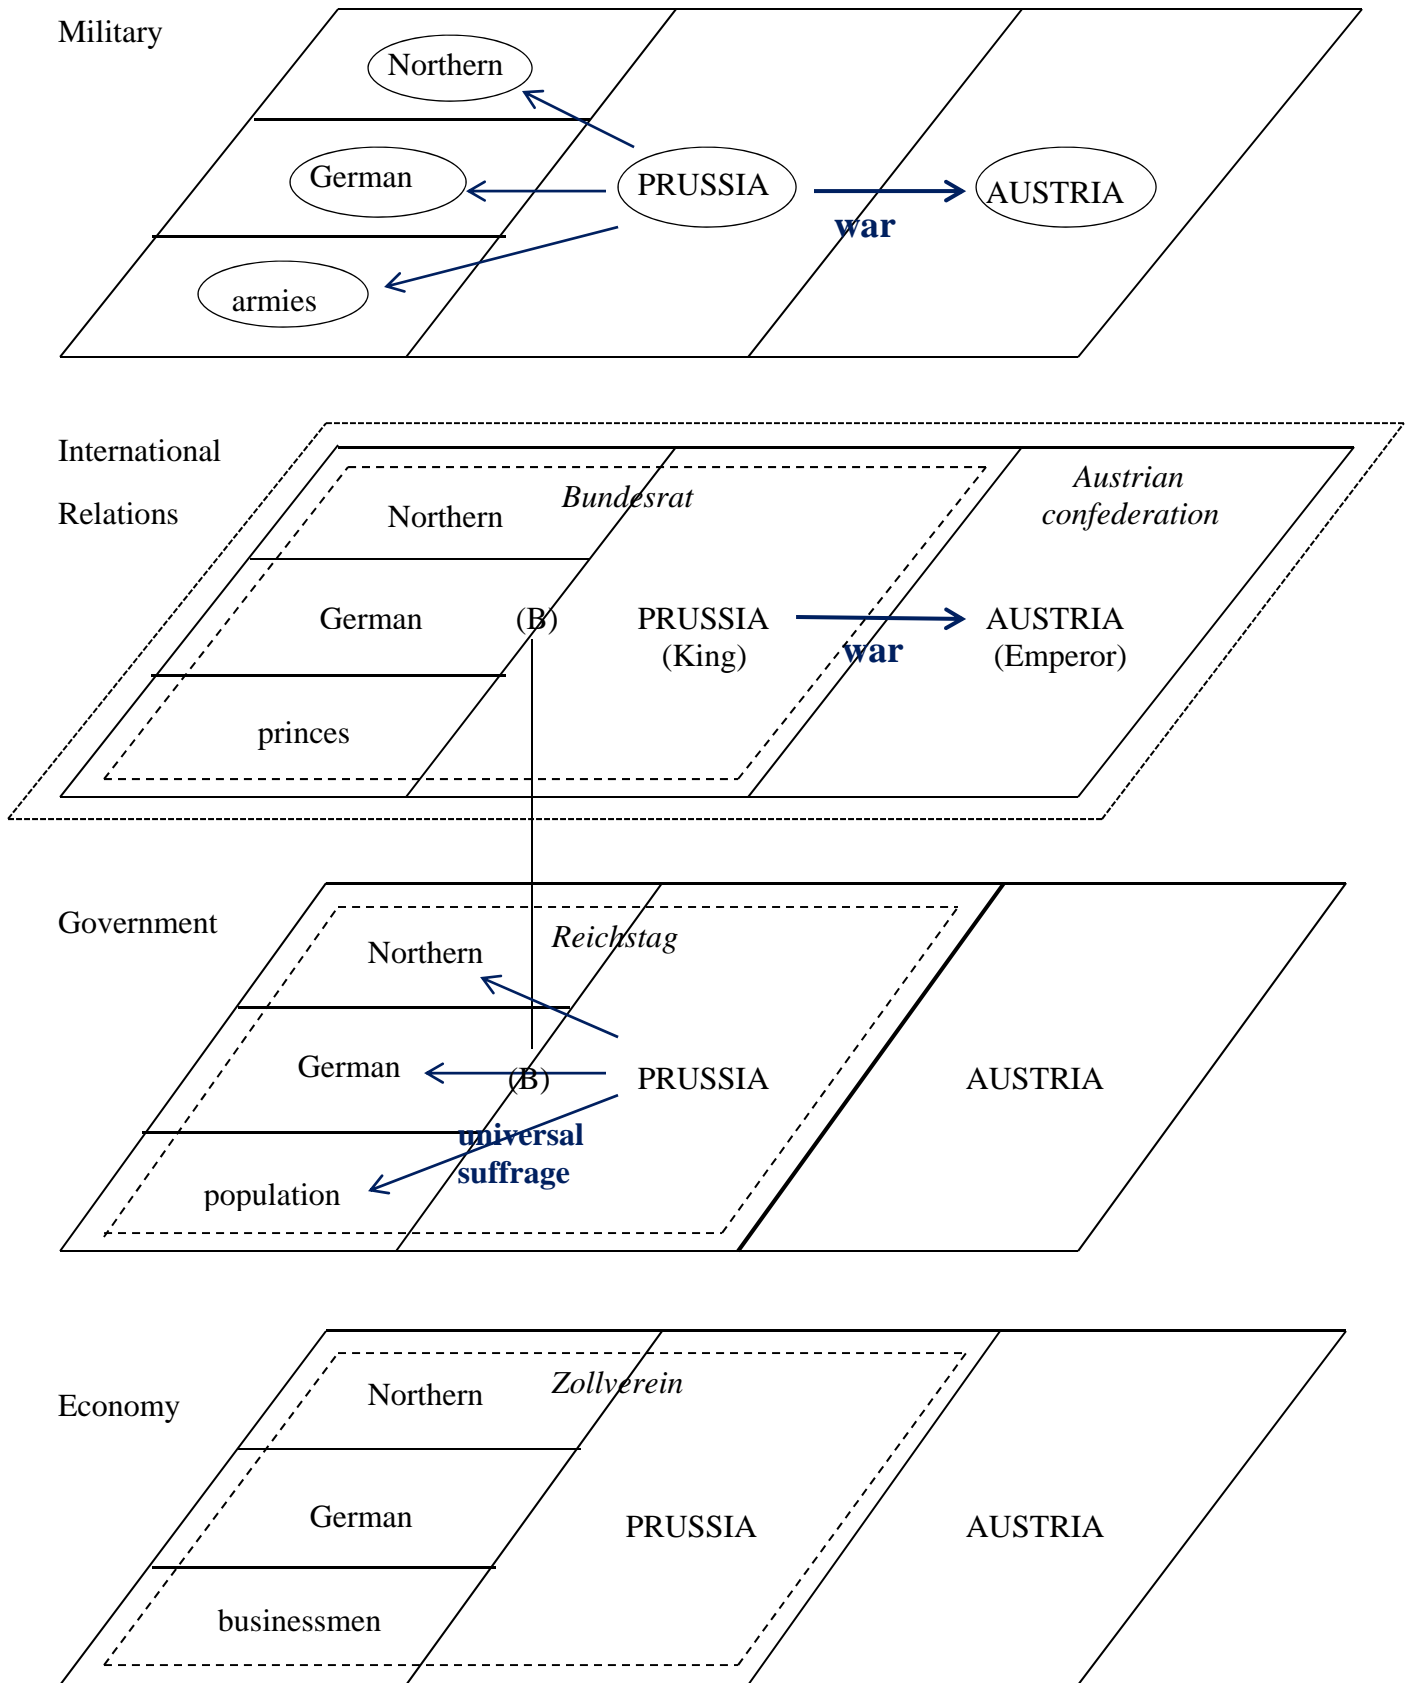 Military
Northern
German
PRUSSIA
AUSTRIA
war
armies
International
Relations
Austrian
confederation
Bundesrat
Northern
German
(B)
PRUSSIA
(King)
war
AUSTRIA
(Emperor)
princes
Government
Reichstag
Northern
German
(B)
PRUSSIA
AUSTRIA
universal
suffrage
population
Economy
Zollverein
Northern
German
PRUSSIA
AUSTRIA
businessmen